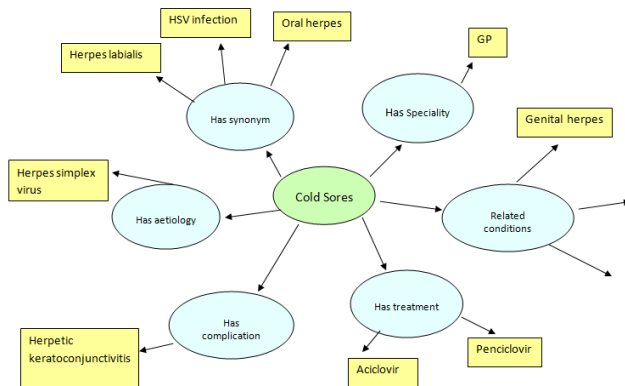 HSV infection
Oral herpes
Herpes labialis
GP
Has synonym
Has Speciality
Genital herpes
Herpes simplex
virus
Cold Sores
Has aetiology
Related
conditions
Has treatment
Has
complication
Herpetic
keratoconjunctivitis
Aciclovir
Penciclovir